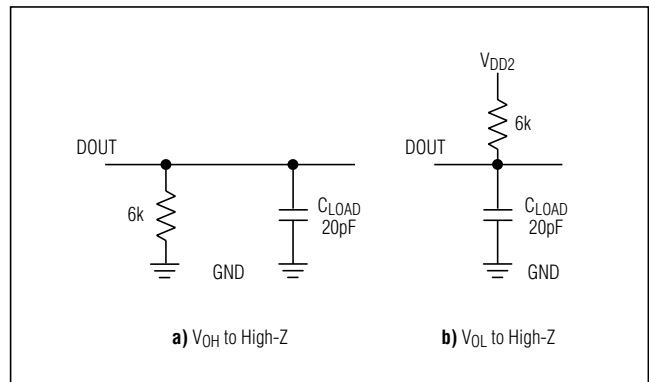 DOUT
6k
GND
CLOAD
20pF
a) VOH to High-Z
VDD2
6k
DOUT
CLOAD
20pF
GND
b) VOL to High-Z